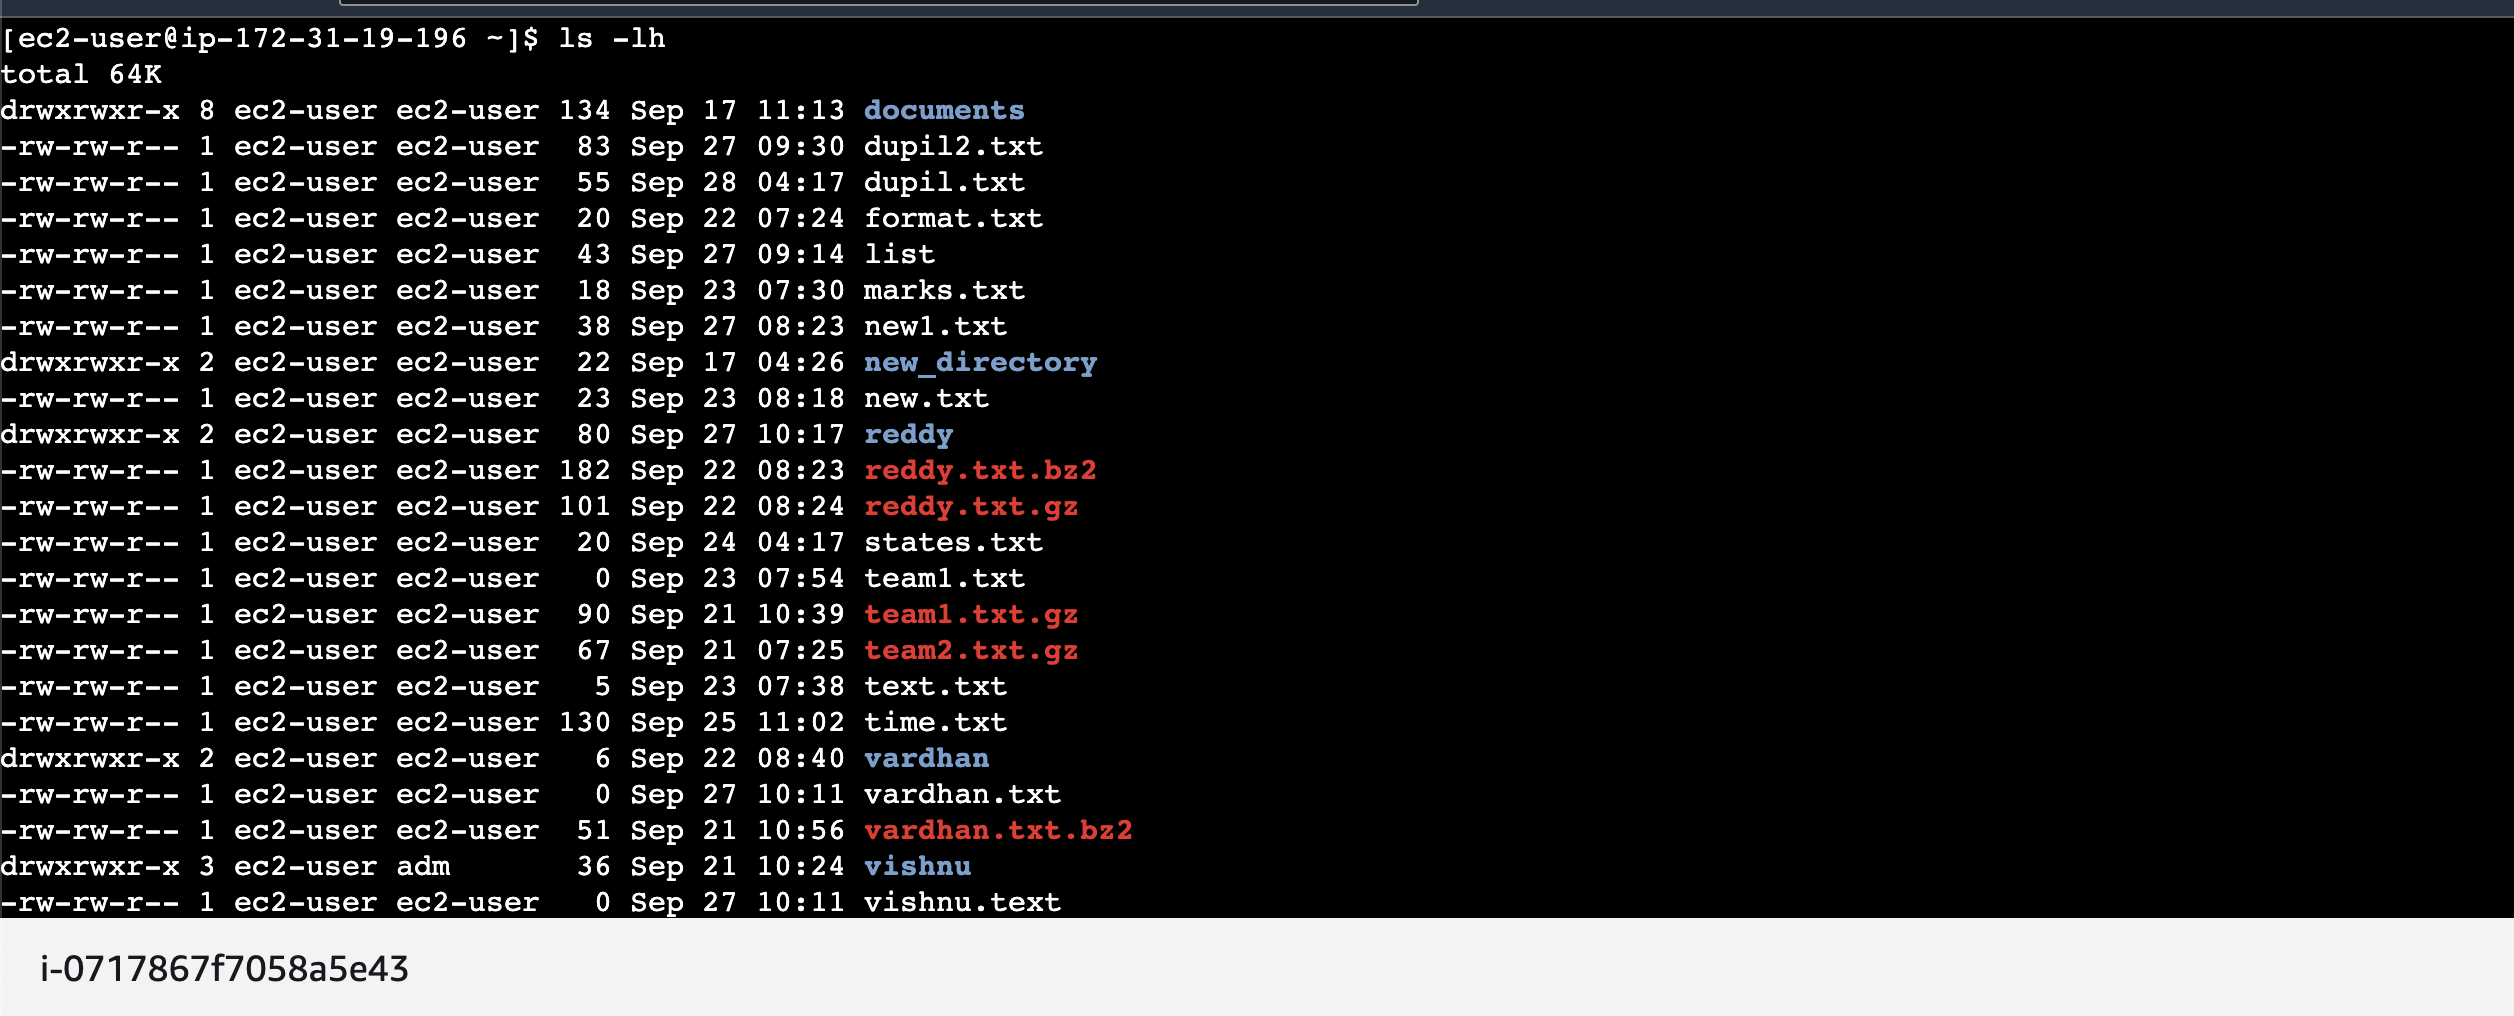 [ec2-user@ip-172-31-19-196 ~]$ ls -lh
total 64K
drwxrwxr-x 8 ec2-user ec2-user 134 Sep 17 11:13 documents
-rw-rw-r-- 1 ec2-user ec2-user  83 Sep 27 09:30 dupil2.txt
-rw-rw-r-- 1 ec2-user ec2-user  55 Sep 28 04:17 dupil.txt
-rw-rw-r-- 1 ec2-user ec2-user  20 Sep 22 07:24 format.txt
-rw-rw-r-- 1 ec2-user ec2-user  43 Sep 27 09:14 list
-rw-rw-r-- 1 ec2-user ec2-user  18 Sep 23 07:30 marks.txt
-rw-rw-r-- 1 ec2-user ec2-user  38 Sep 27 08:23 new1.txt
drwxrwxr-x 2 ec2-user ec2-user  22 Sep 17 04:26 new_directory
-rw-rw-r-- 1 ec2-user ec2-user  23 Sep 23 08:18 new.txt
drwxrwxr-x 2 ec2-user ec2-user  80 Sep 27 10:17 reddy
-rw-rw-r-- 1 ec2-user ec2-user 182 Sep 22 08:23 reddy.txt.bz2
-rw-rw-r-- 1 ec2-user ec2-user 101 Sep 22 08:24 reddy.txt.gz
-rw-rw-r-- 1 ec2-user ec2-user  20 Sep 24 04:17 states.txt
-rw-rw-r-- 1 ec2-user ec2-user   0 Sep 23 07:54 team1.txt
-rw-rw-r-- 1 ec2-user ec2-user  90 Sep 21 10:39 team1.txt.gz
-rw-rw-r-- 1 ec2-user ec2-user  67 Sep 21 07:25 team2.txt.gz
-rw-rw-r-- 1 ec2-user ec2-user   5 Sep 23 07:38 text.txt
-rw-rw-r-- 1 ec2-user ec2-user 130 Sep 25 11:02 time.txt
drwxrwxr-x 2 ec2-user ec2-user   6 Sep 22 08:40 vardhan
-rw-rw-r-- 1 ec2-user ec2-user   0 Sep 27 10:11 vardhan.txt
-rw-rw-r-- 1 ec2-user ec2-user  51 Sep 21 10:56 vardhan.txt.bz2
drwxrwxr-x 3 ec2-user adm       36 Sep 21 10:24 vishnu
-rw-rw-r-- 1 ec2-user ec2-user   0 Sep 27 10:11 vishnu.text
i-0717867f7058a5e43